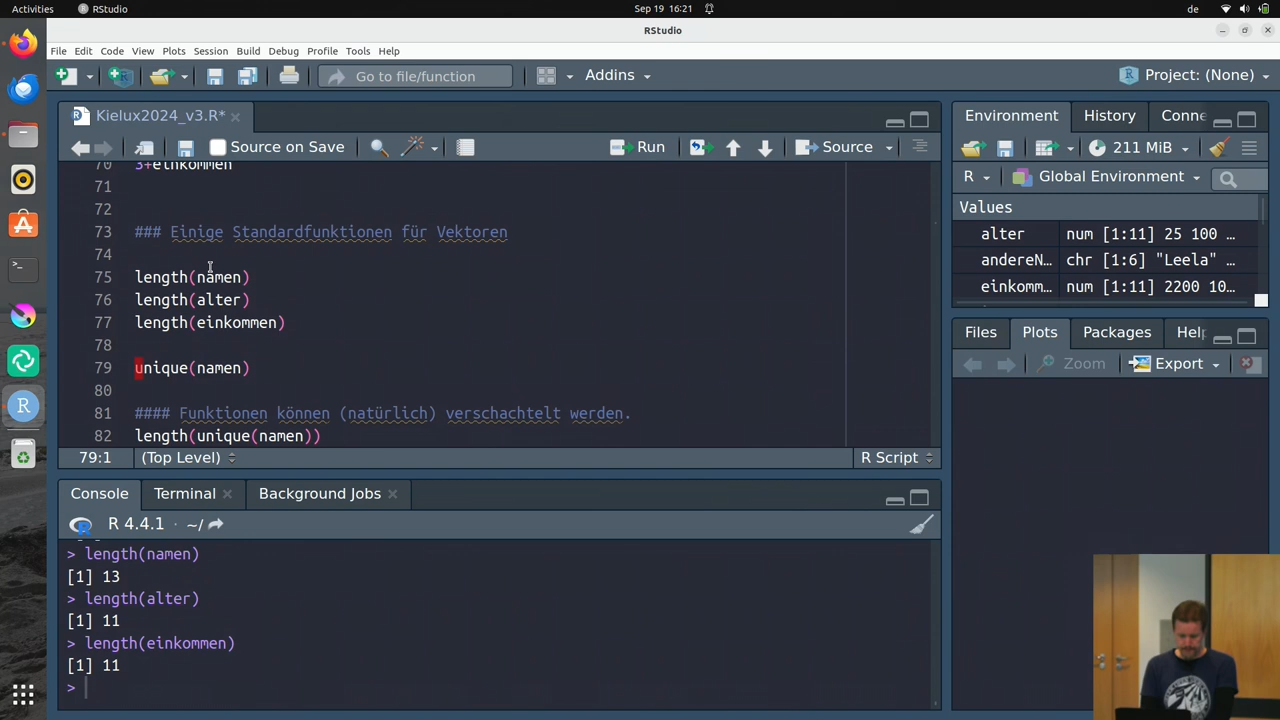 Activities
RStudio
Sep 19 16:21
de
RStudio
File Edit Code View Plots Session Build Debug Profile Tools Help
Go to file/function
Addins
Project: (None)
Kielux2024_v3.R*
Source on Save
Run
Source
70 3+einkommen
71
72
73 ### Einige Standardfunktionen für Vektoren
74
75 length(namen)
76 length(alter)
77 length(einkommen)
78
79 unique(namen)
80
81 #### Funktionen können (natürlich) verschachtelt werden.
82 length(unique(namen))
79:1 (Top Level) R Script
Console Terminal Background Jobs
R 4.4.1 · ~/
> length(namen)
[1] 13
> length(alter)
[1] 11
> length(einkommen)
[1] 11
>
Environment History Conne
211 MiB
R Global Environment
Values
alter num [1:11] 25 100 …
andereN… chr [1:6] "Leela" …
einkomm… num [1:11] 2200 10…
Files Plots Packages Help
Zoom Export